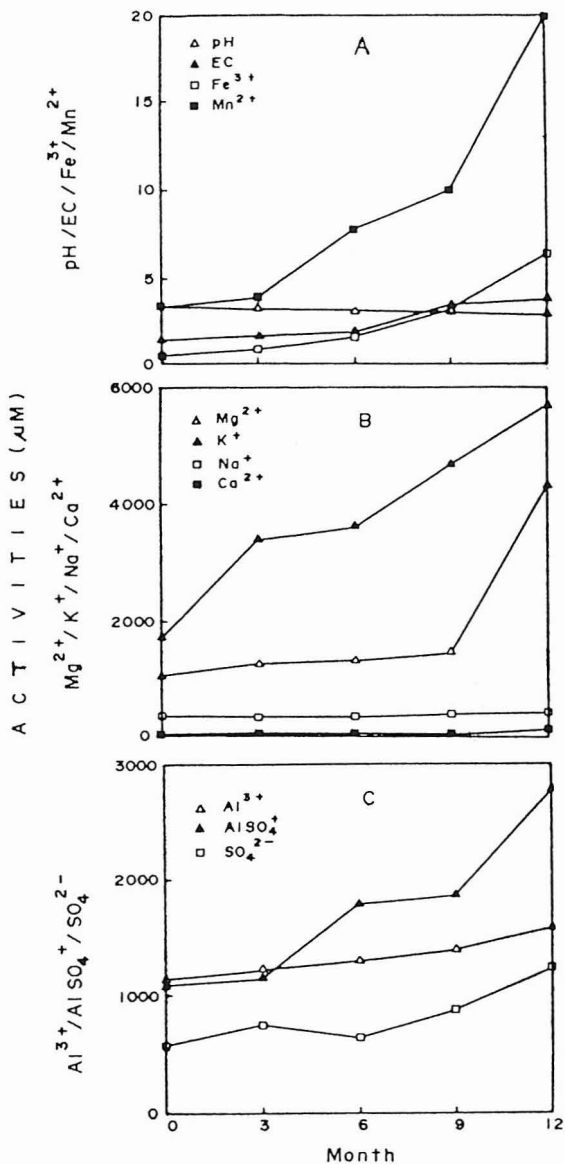 A
△ pH
▲ EC
□ Fe³⁺
■ Mn²⁺
20
15
10
5
0
pH/EC/Fe³⁺/Mn²⁺
B
△ Mg²⁺
▲ K⁺
□ Na⁺
■ Ca²⁺
6000
4000
2000
0
ACTIVITIES (µM)
Mg²⁺/K⁺/Na⁺/Ca²⁺
C
△ Al³⁺
▲ AlSO₄⁺
□ SO₄²⁻
3000
2000
1000
0
Al³⁺/AlSO₄⁺/SO₄²⁻
0 3 6 9 12
Month